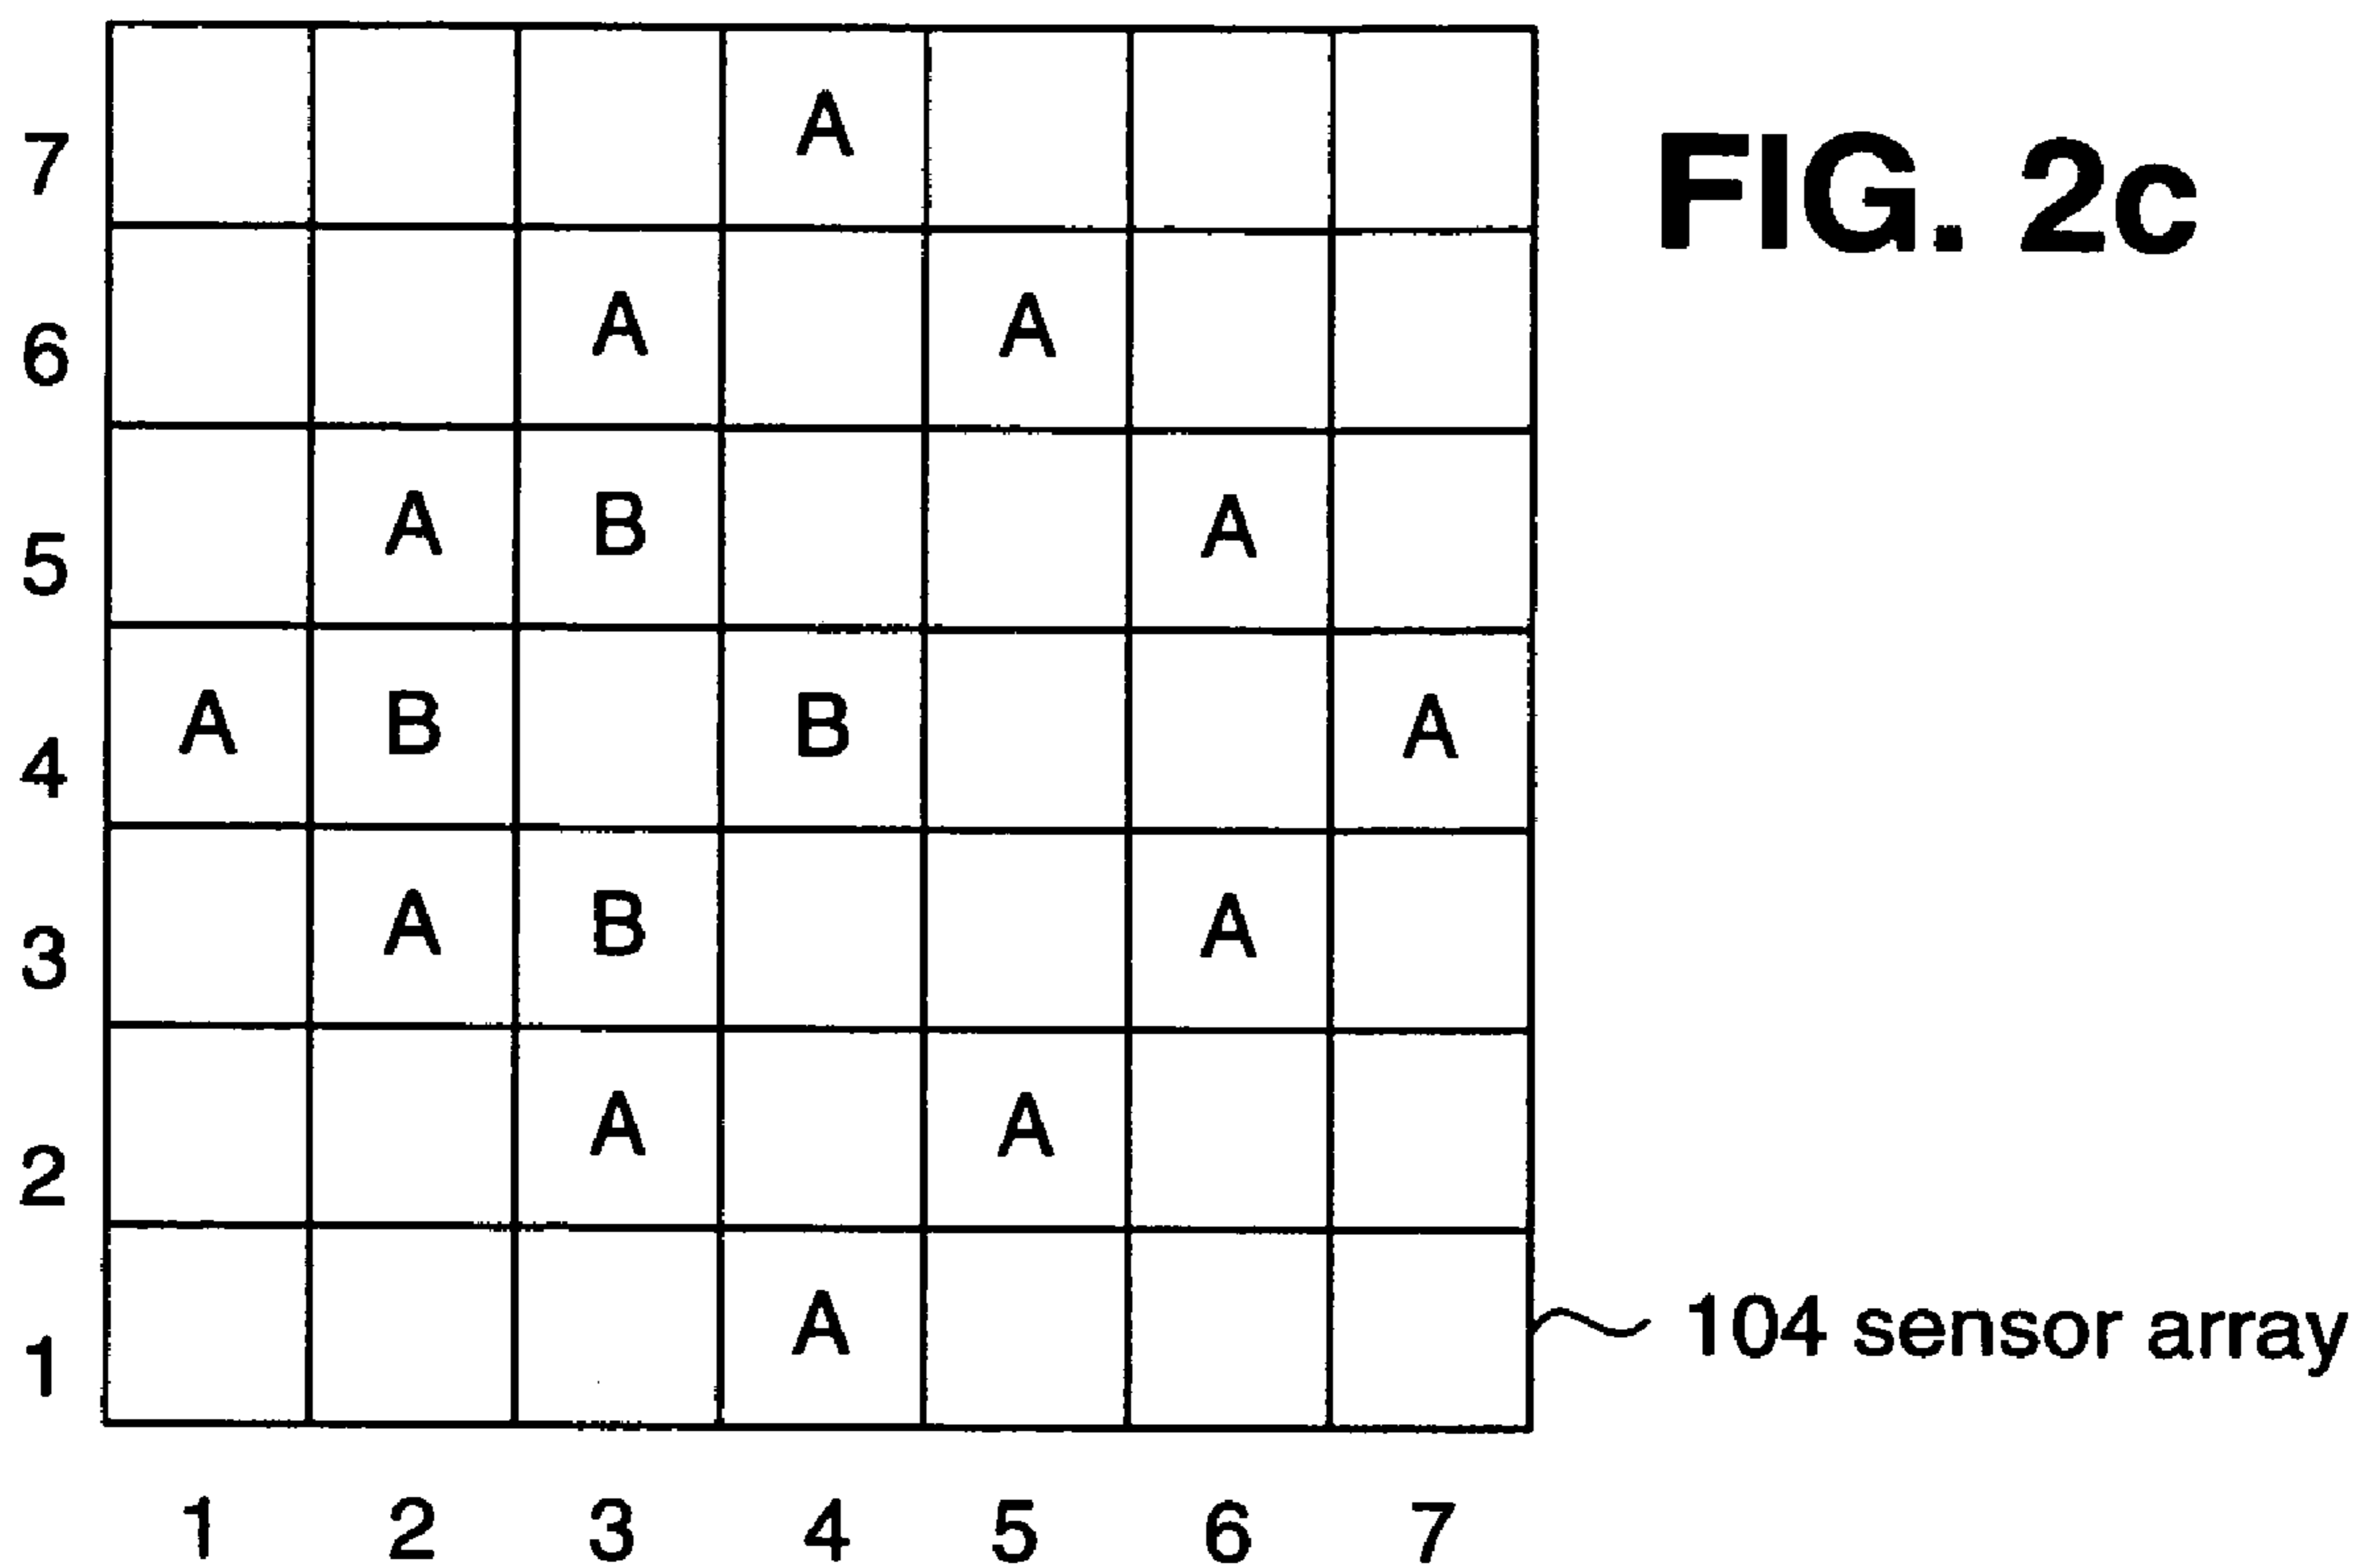 FIG. 2c
7 A
6 A A
5 A B A
4 A B B A
3 A B A
2 A A
1 A
104 sensor array
1 2 3 4 5 6 7